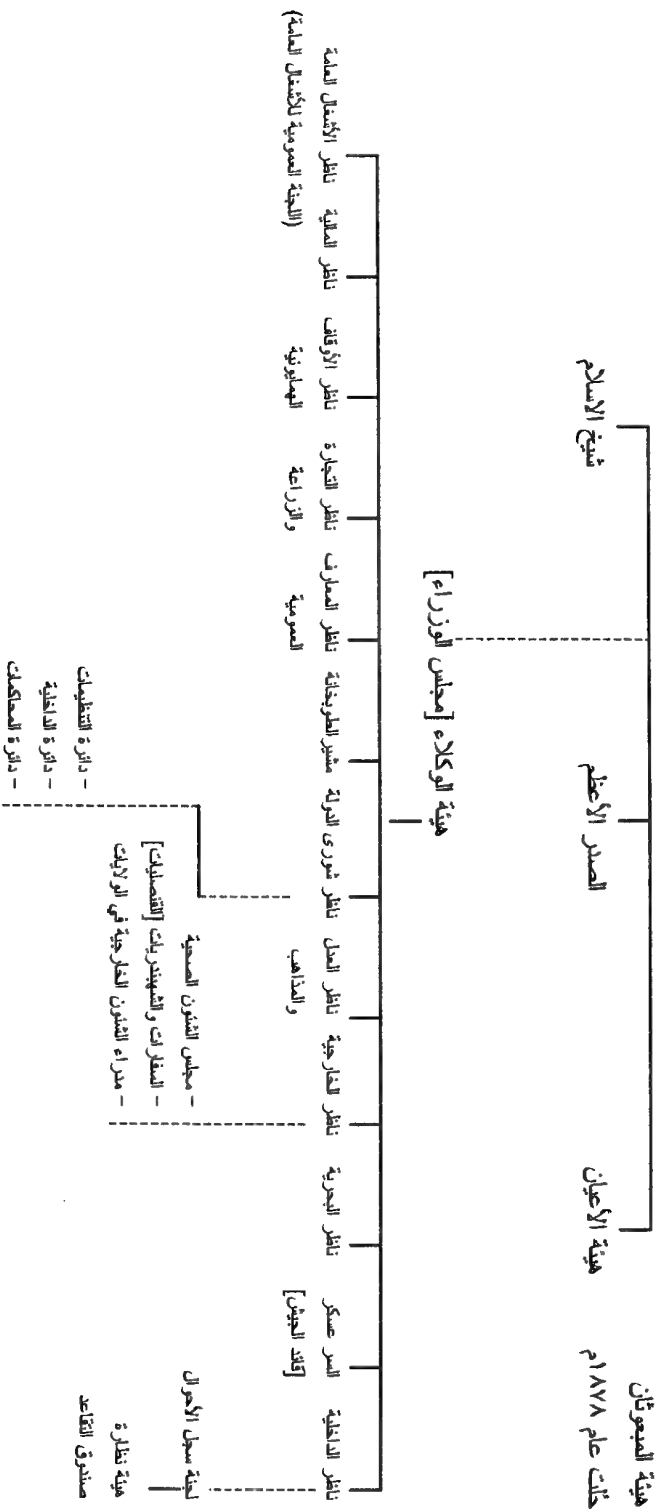 هيئة المبعوثان
حُلت عام ١٨٧٨م
هيئة الأعيان
الصدر الأعظم
شيخ الاسلام
هيئة الوكلاء [مجلس الوزراء]
ناظر الداخلية
السر عسكر
[قائد الجيش]
ناظر البحرية
ناظر الخارجية
ناظر العدل
والمذاهب
ناظر شورى الدولة
مشير الطوبخانة
ناظر المعارف
العمومية
ناظر التجارة
والزراعة
ناظر الأوقاف
الهمايونية
ناظر المالية
ناظر الأشغال العامة
(اللجنة العمومية للأشغال العامة)
لجنة سجل الأحوال
هيئة نظارة
صندوق التقاعد
- مجلس الشئون الصحية
- السفارات والشهبندريات [القنصليات]
- مدراء الشئون الخارجية في الولايات
- دائرة التنظيمات
- دائرة الداخلية
- دائرة المحاكمات